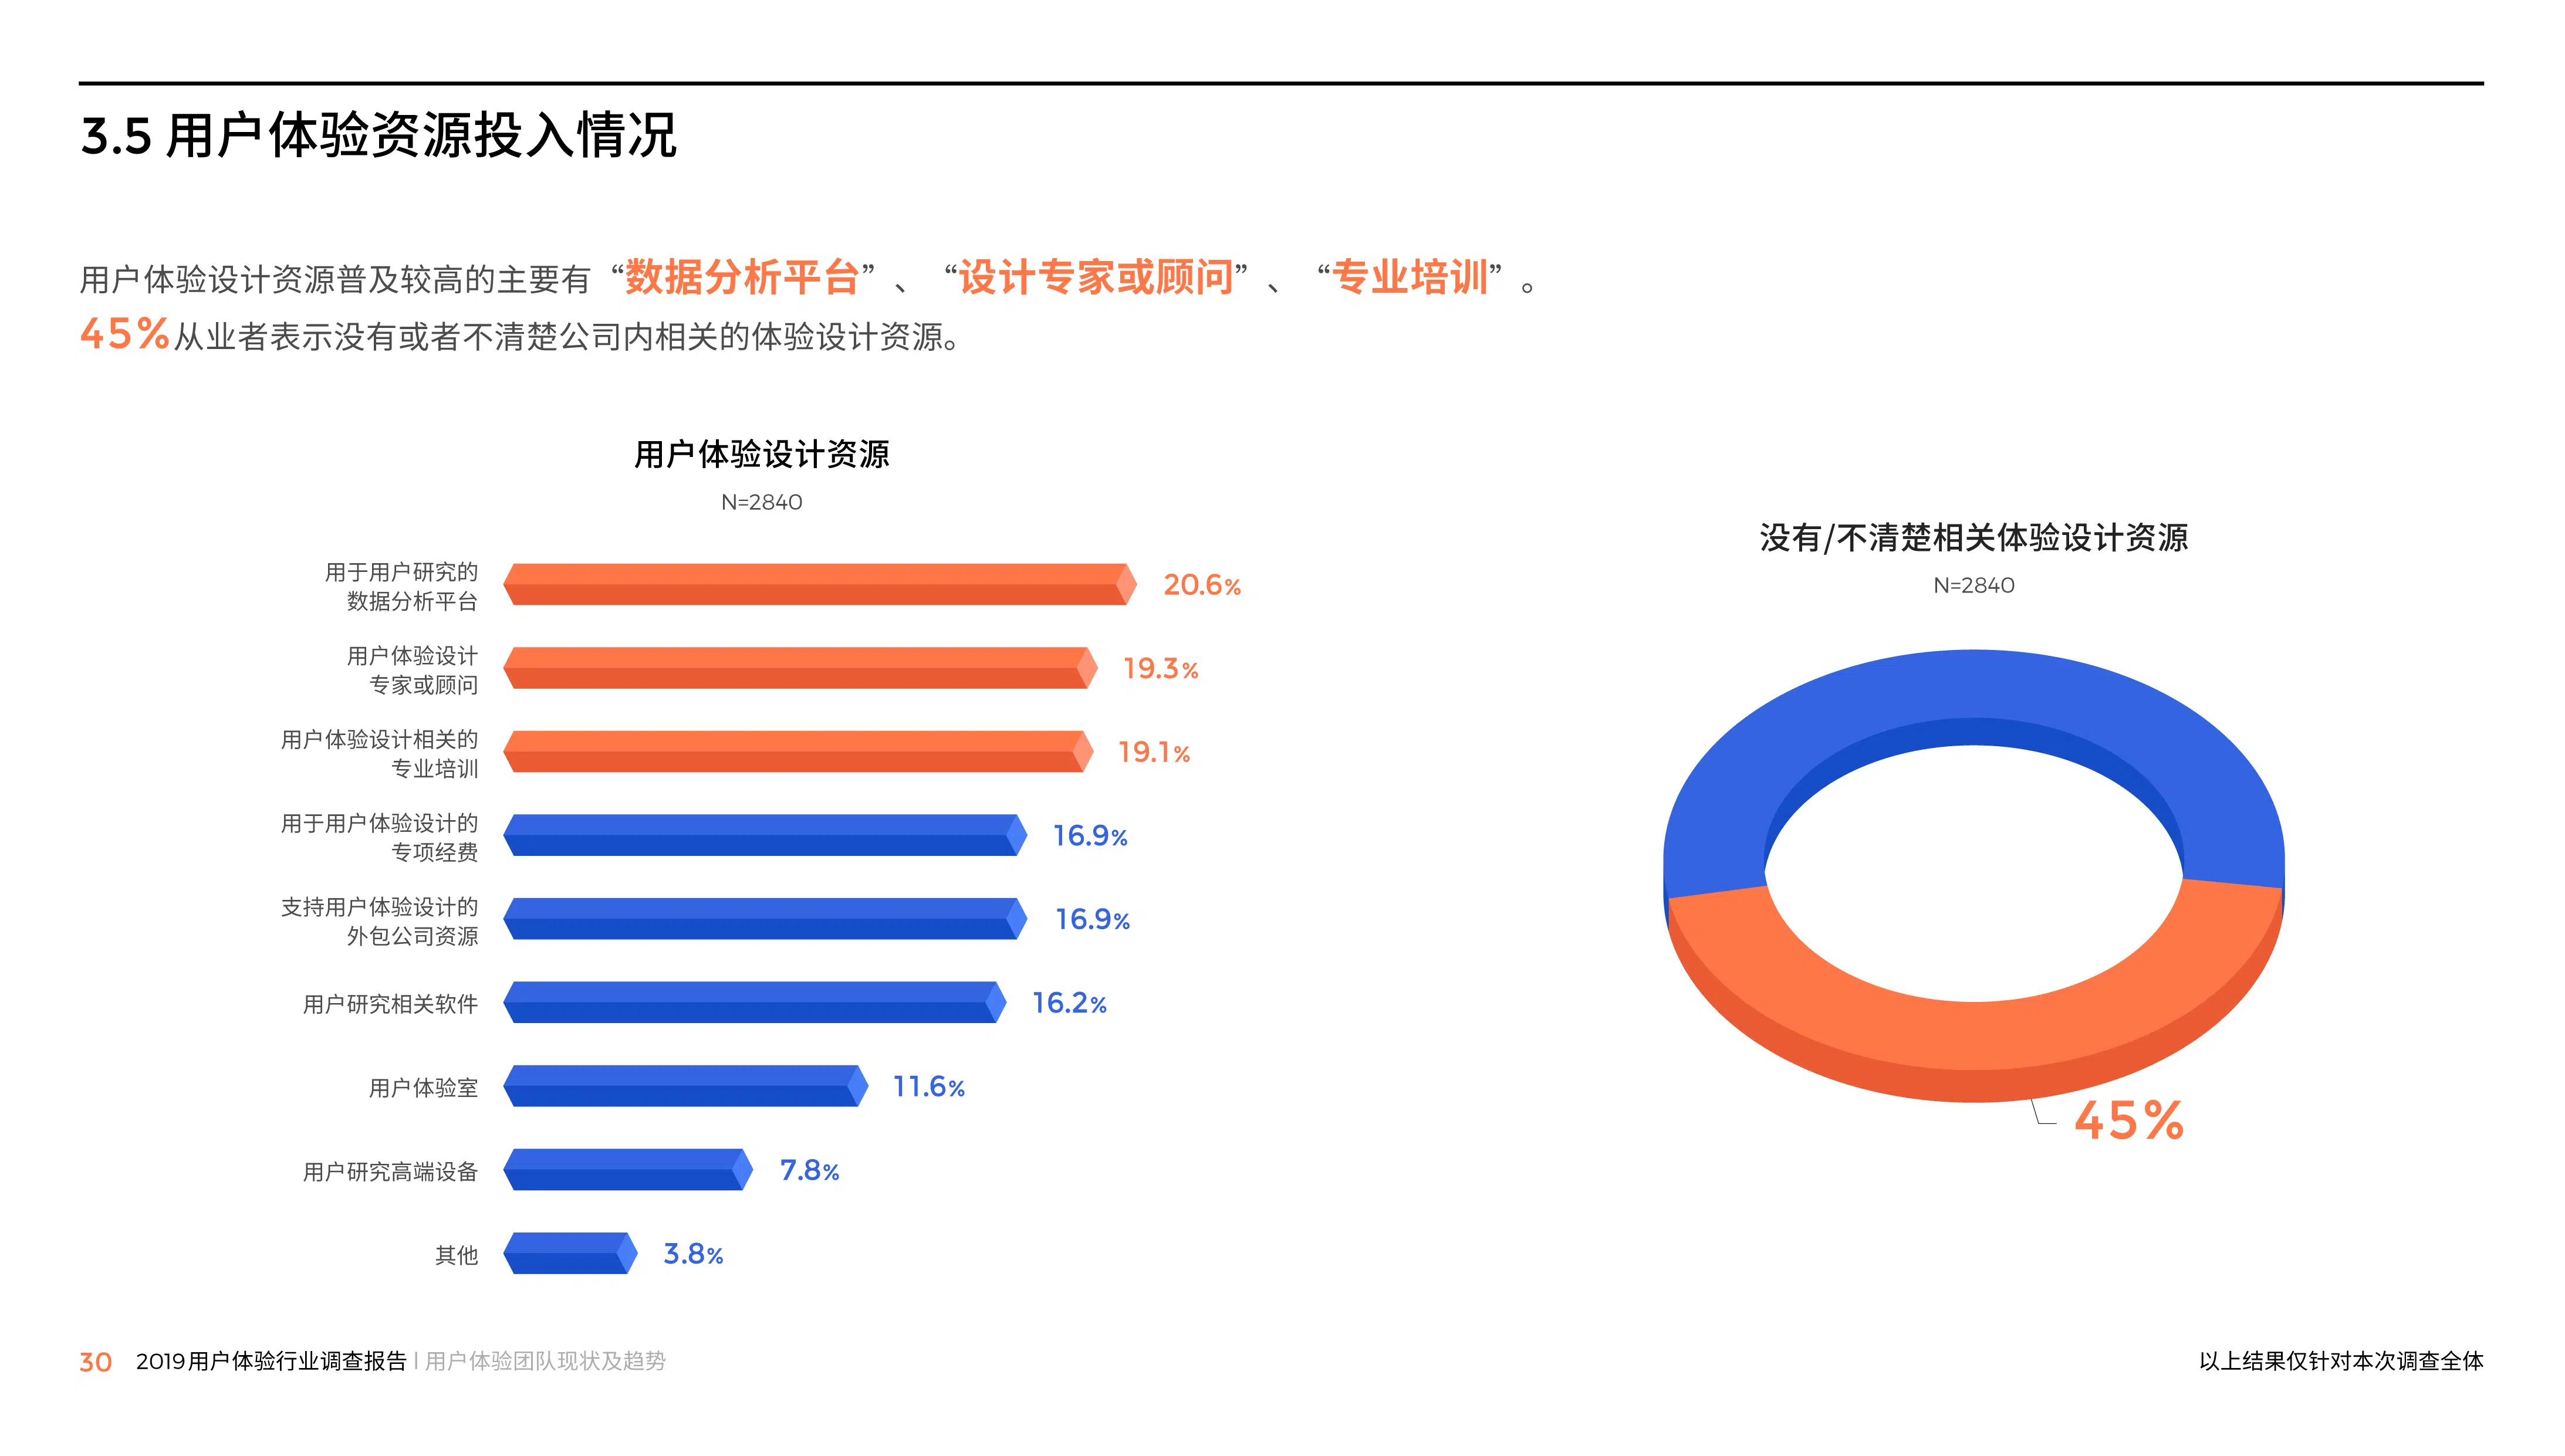 3.5 用户体验资源投入情况
用户体验设计资源普及较高的主要有“数据分析平台”、“设计专家或顾问”、“专业培训”。
45%从业者表示没有或者不清楚公司内相关的体验设计资源。
用户体验设计资源
N=2840
用于用户研究的
数据分析平台
20.6%
用户体验设计
专家或顾问
19.3%
用户体验设计相关的
专业培训
19.1%
用于用户体验设计的
专项经费
16.9%
支持用户体验设计的
外包公司资源
16.9%
用户研究相关软件
16.2%
用户体验室
11.6%
用户研究高端设备
7.8%
其他
3.8%
没有/不清楚相关体验设计资源
N=2840
45%
30 2019用户体验行业调查报告 | 用户体验团队现状及趋势
以上结果仅针对本次调查全体